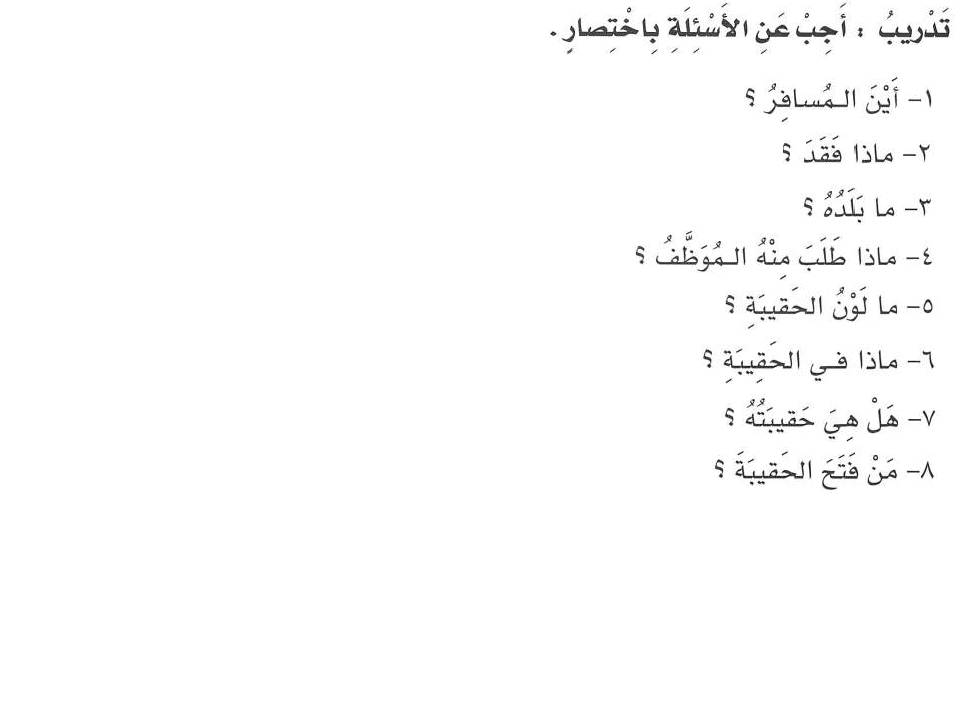 تَدْريبُ : أَجِبْ عَنِ الأَسْئِلَةِ بِاخْتِصارٍ .
١- أَيْنَ الـمُسافِرُ ؟
٢- ماذا فَقَدَ ؟
٣- ما بَلَدُهُ ؟
٤- ماذا طَلَبَ مِنْهُ الـمُوَظَّفُ ؟
٥- ما لَوْنُ الحَقيبَةِ ؟
٦- ماذا فـي الحَقِيبَةِ ؟
٧- هَلْ هِيَ حَقيبَتُهُ ؟
٨- مَنْ فَتَحَ الحَقيبَةَ ؟